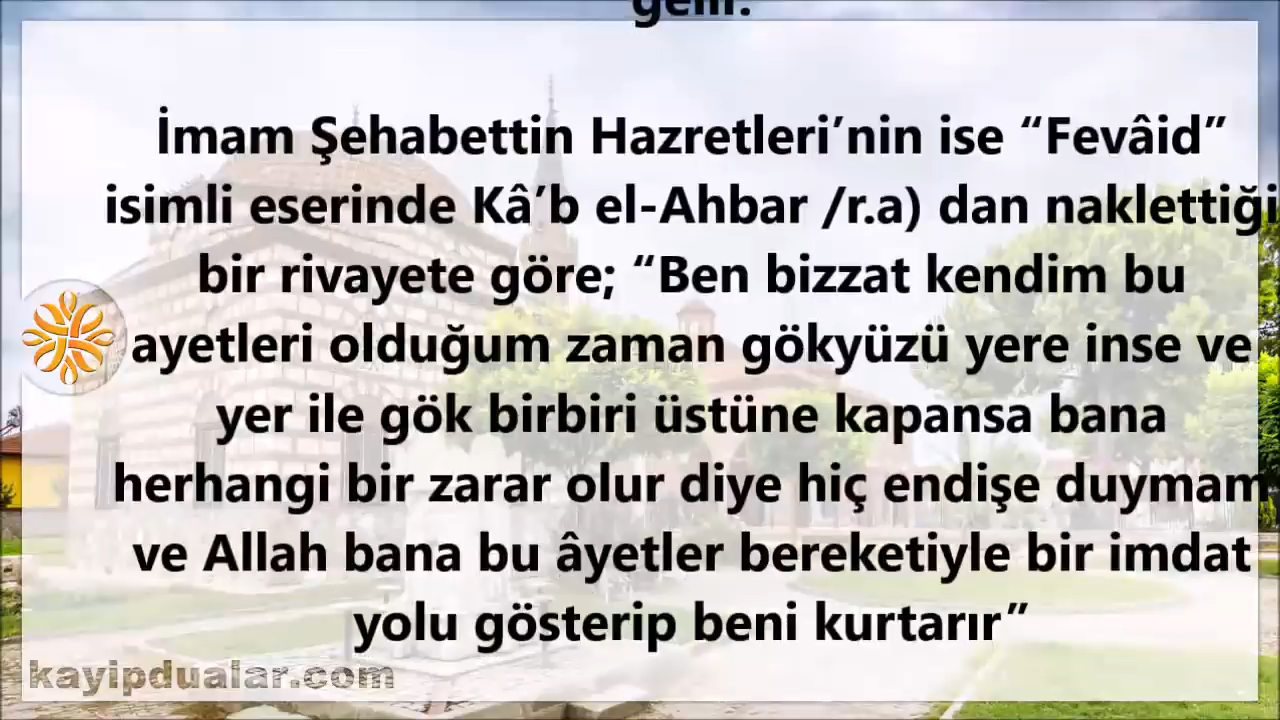 gelir.
İmam Şehabettin Hazretleri’nin ise “Fevâid”
isimli eserinde Kâ’b el-Ahbar /r.a) dan naklettiği
bir rivayete göre; “Ben bizzat kendim bu
ayetleri olduğum zaman gökyüzü yere inse ve
yer ile gök birbiri üstüne kapansa bana
herhangi bir zarar olur diye hiç endişe duymam
ve Allah bana bu âyetler bereketiyle bir imdat
yolu gösterip beni kurtarır”
kayipdualar.com